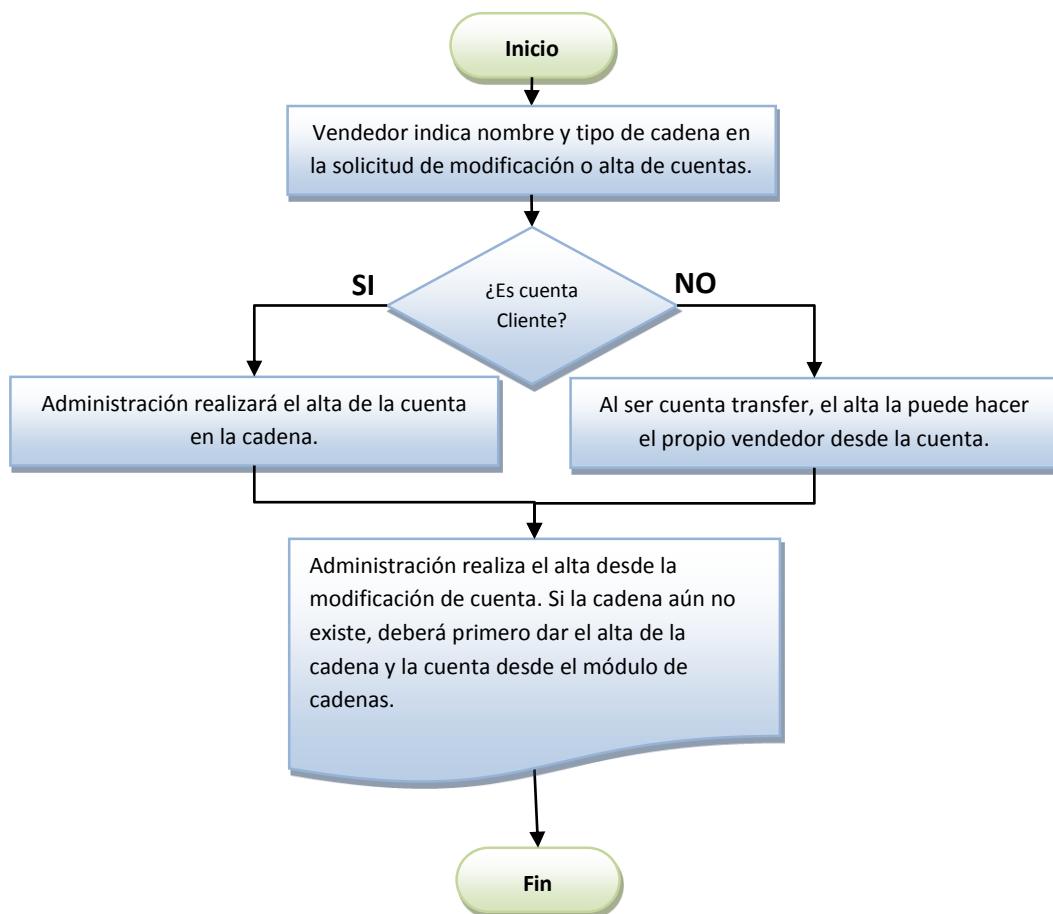 Inicio
Vendedor indica nombre y tipo de cadena en
la solicitud de modificación o alta de cuentas.
SI
NO
¿Es cuenta
Cliente?
Administración realizará el alta de la cuenta
en la cadena.
Al ser cuenta transfer, el alta la puede hacer
el propio vendedor desde la cuenta.
Administración realiza el alta desde la
modificación de cuenta. Si la cadena aún no
existe, deberá primero dar el alta de la
cadena y la cuenta desde el módulo de
cadenas.
Fin